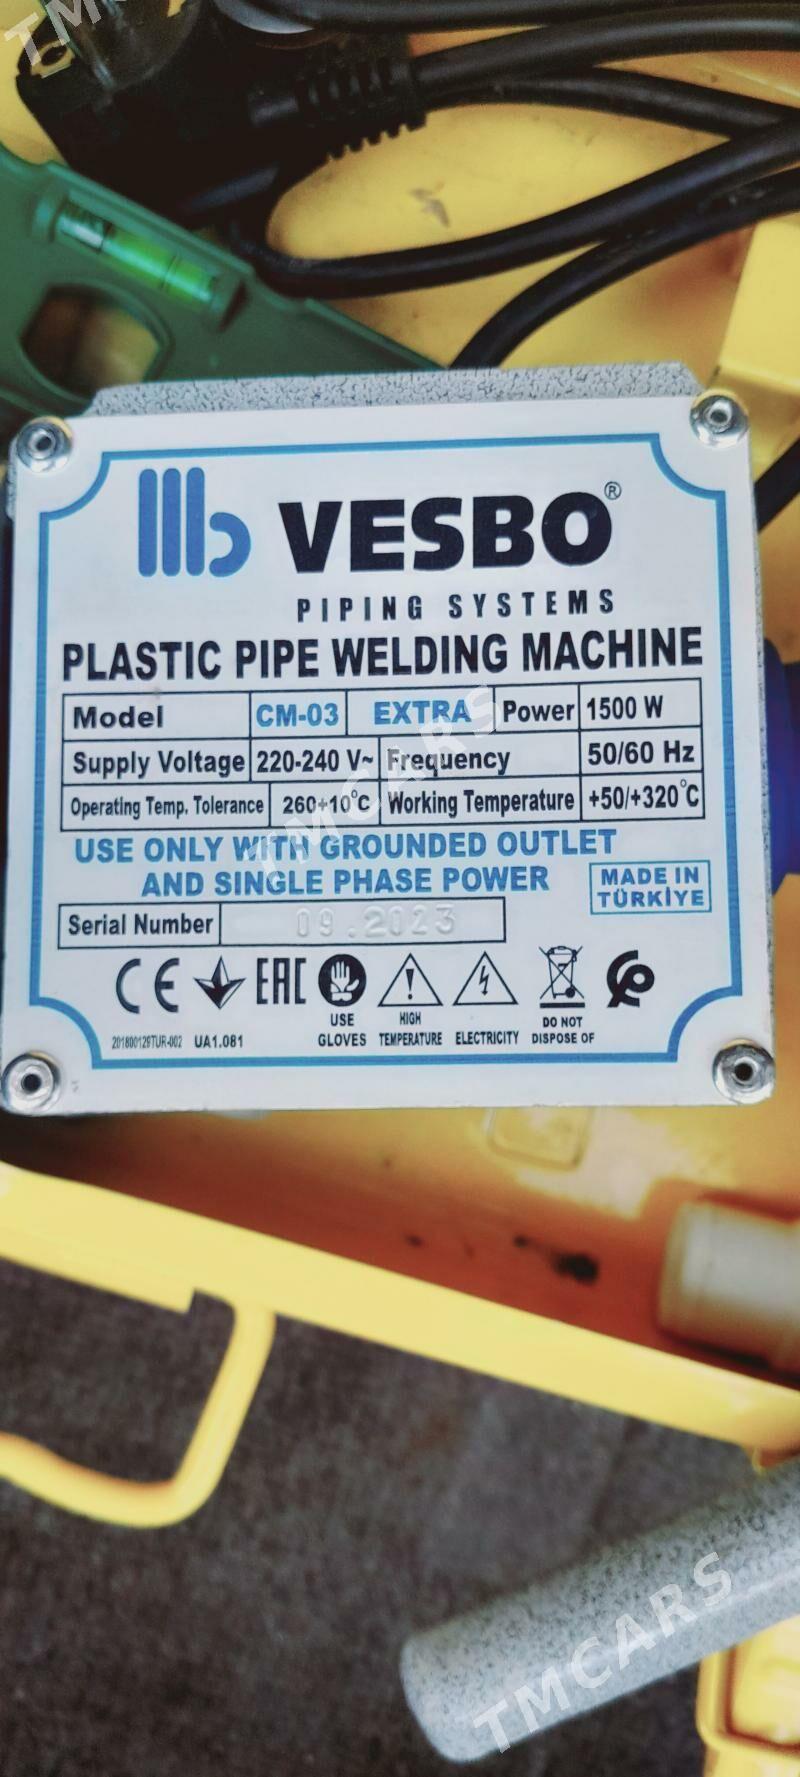 TM
VESBO®
PIPING SYSTEMS
PLASTIC PIPE WELDING MACHINE
Model CM-03 EXTRA Power 1500 W
Supply Voltage 220-240 V~ Frequency 50/60 Hz
Operating Temp. Tolerance 260+10°C Working Temperature +50/+320°C
TMCARS
USE ONLY WITH GROUNDED OUTLET
AND SINGLE PHASE POWER
MADE IN
TÜRKİYE
Serial Number 09.2023
CE EAC
USE
GLOVES
HIGH
TEMPERATURE
ELECTRICITY
DO NOT
DISPOSE OF
201800129TUR-002 UA1.081
TMCARS